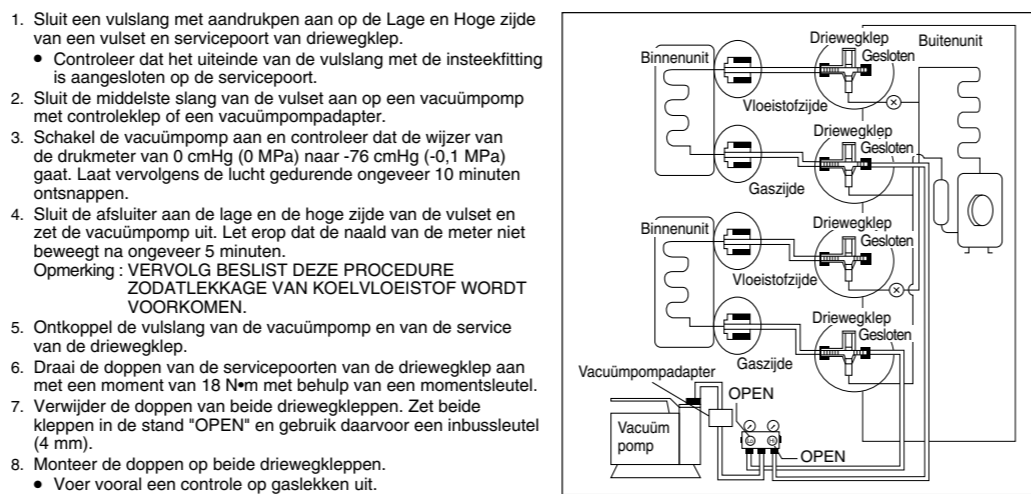 1. Sluit een vulslang met aandrukpen aan op de Lage en Hoge zijde
van een vulset en servicepoort van driewegklep.
• Controleer dat het uiteinde van de vulslang met de insteekfitting
is aangesloten op de servicepoort.
2. Sluit de middelste slang van de vulset aan op een vacuümpomp
met controleklep of een vacuümpompadapter.
3. Schakel de vacuümpomp aan en controleer dat de wijzer van
de drukmeter van 0 cmHg (0 MPa) naar -76 cmHg (-0,1 MPa)
gaat. Laat vervolgens de lucht gedurende ongeveer 10 minuten
ontsnappen.
4. Sluit de afsluiter aan de lage en de hoge zijde van de vulset en
zet de vacuümpomp uit. Let erop dat de naald van de meter niet
beweegt na ongeveer 5 minuten.
Opmerking : VERVOLG BESLIST DEZE PROCEDURE
ZODATLEKKAGE VAN KOELVLOEISTOF WORDT
VOORKOMEN.
5. Ontkoppel de vulslang van de vacuümpomp en van de service
van de driewegklep.
6. Draai de doppen van de servicepoorten van de driewegklep aan
met een moment van 18 N•m met behulp van een momentsleutel.
7. Verwijder de doppen van beide driewegkleppen. Zet beide
kleppen in de stand "OPEN" en gebruik daarvoor een inbussleutel
(4 mm).
8. Monteer de doppen op beide driewegkleppen.
• Voer vooral een controle op gaslekken uit.
Driewegklep
Buitenunit
Binnenunit
Gesloten
Vloeistofzijde
Driewegklep
Gesloten
Gaszijde
Driewegklep
Binnenunit
Gesloten
Vloeistofzijde
Driewegklep
Gesloten
Gaszijde
Vacuümpompadapter
OPEN
Vacuüm
pomp
Lo
Hi
OPEN